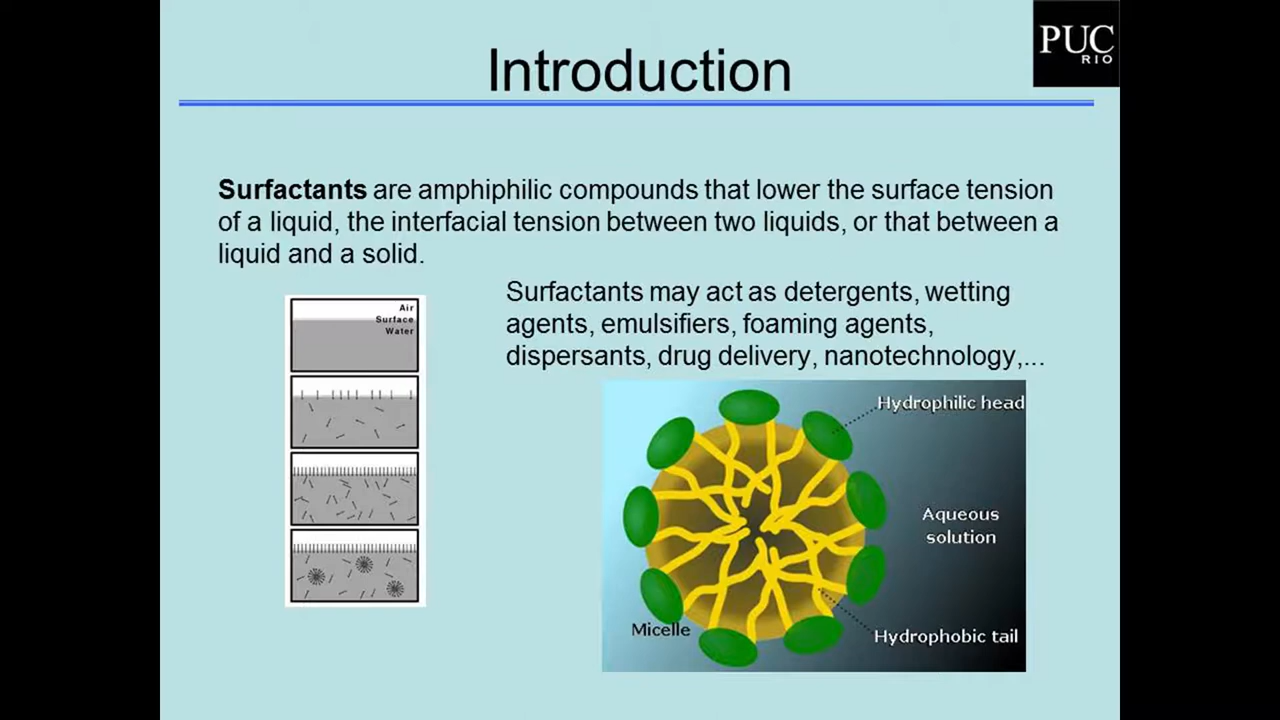 Introduction
PUC
RIO
Surfactants are amphiphilic compounds that lower the surface tension
of a liquid, the interfacial tension between two liquids, or that between a
liquid and a solid.
Surfactants may act as detergents, wetting
agents, emulsifiers, foaming agents,
dispersants, drug delivery, nanotechnology,...
Air
Surface
Water
Hydrophilic head
Aqueous
solution
Micelle
Hydrophobic tail